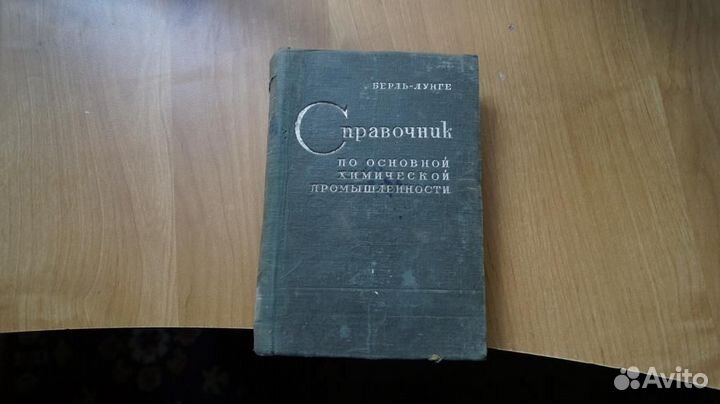 БЕРЛЬ-ЛУНГЕ
Справочник
ПО ОСНОВНОЙ
ХИМИЧЕСКОЙ
ПРОМЫШЛЕННОСТИ
Avito